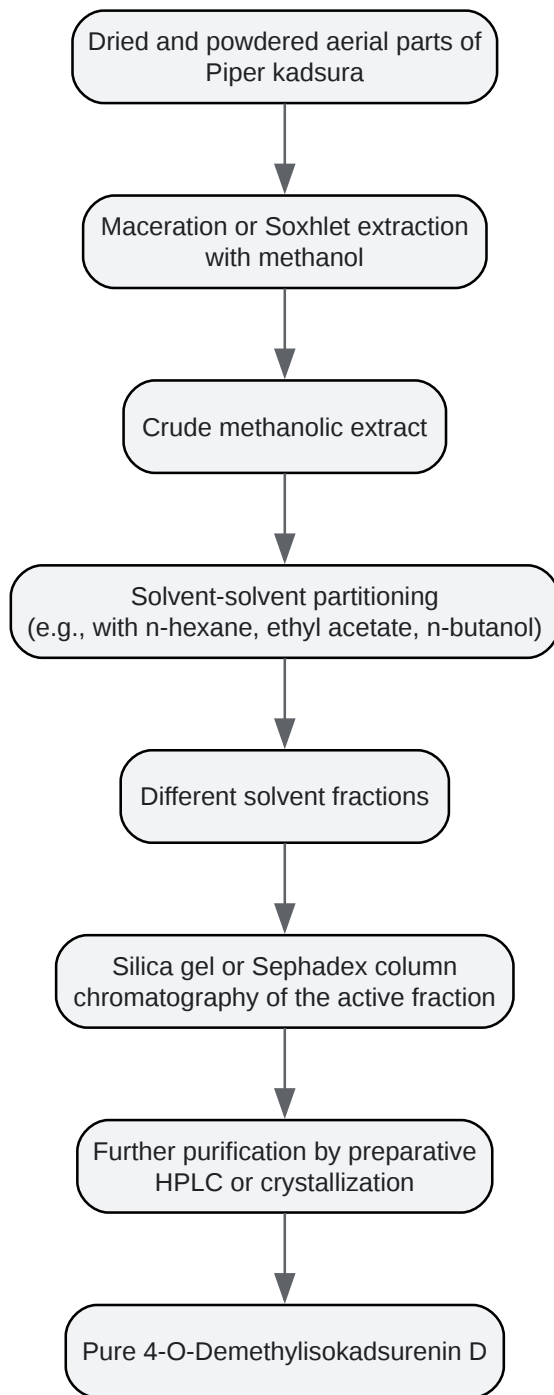 Dried and powdered aerial parts of
Piper kadsura
Maceration or Soxhlet extraction
with methanol
Crude methanolic extract
Solvent-solvent partitioning
(e.g., with n-hexane, ethyl acetate, n-butanol)
Different solvent fractions
Silica gel or Sephadex column
chromatography of the active fraction
Further purification by preparative
HPLC or crystallization
Pure 4-O-Demethylisokadsurenin D